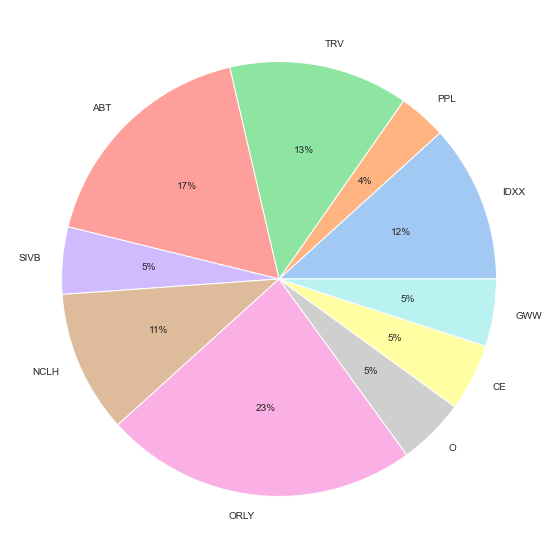 TRV
PPL
ABT
13%
4%
17%
IDXX
12%
SIVB
5%
5%
GWW
NCLH
11%
5%
5%
CE
23%
O
ORLY